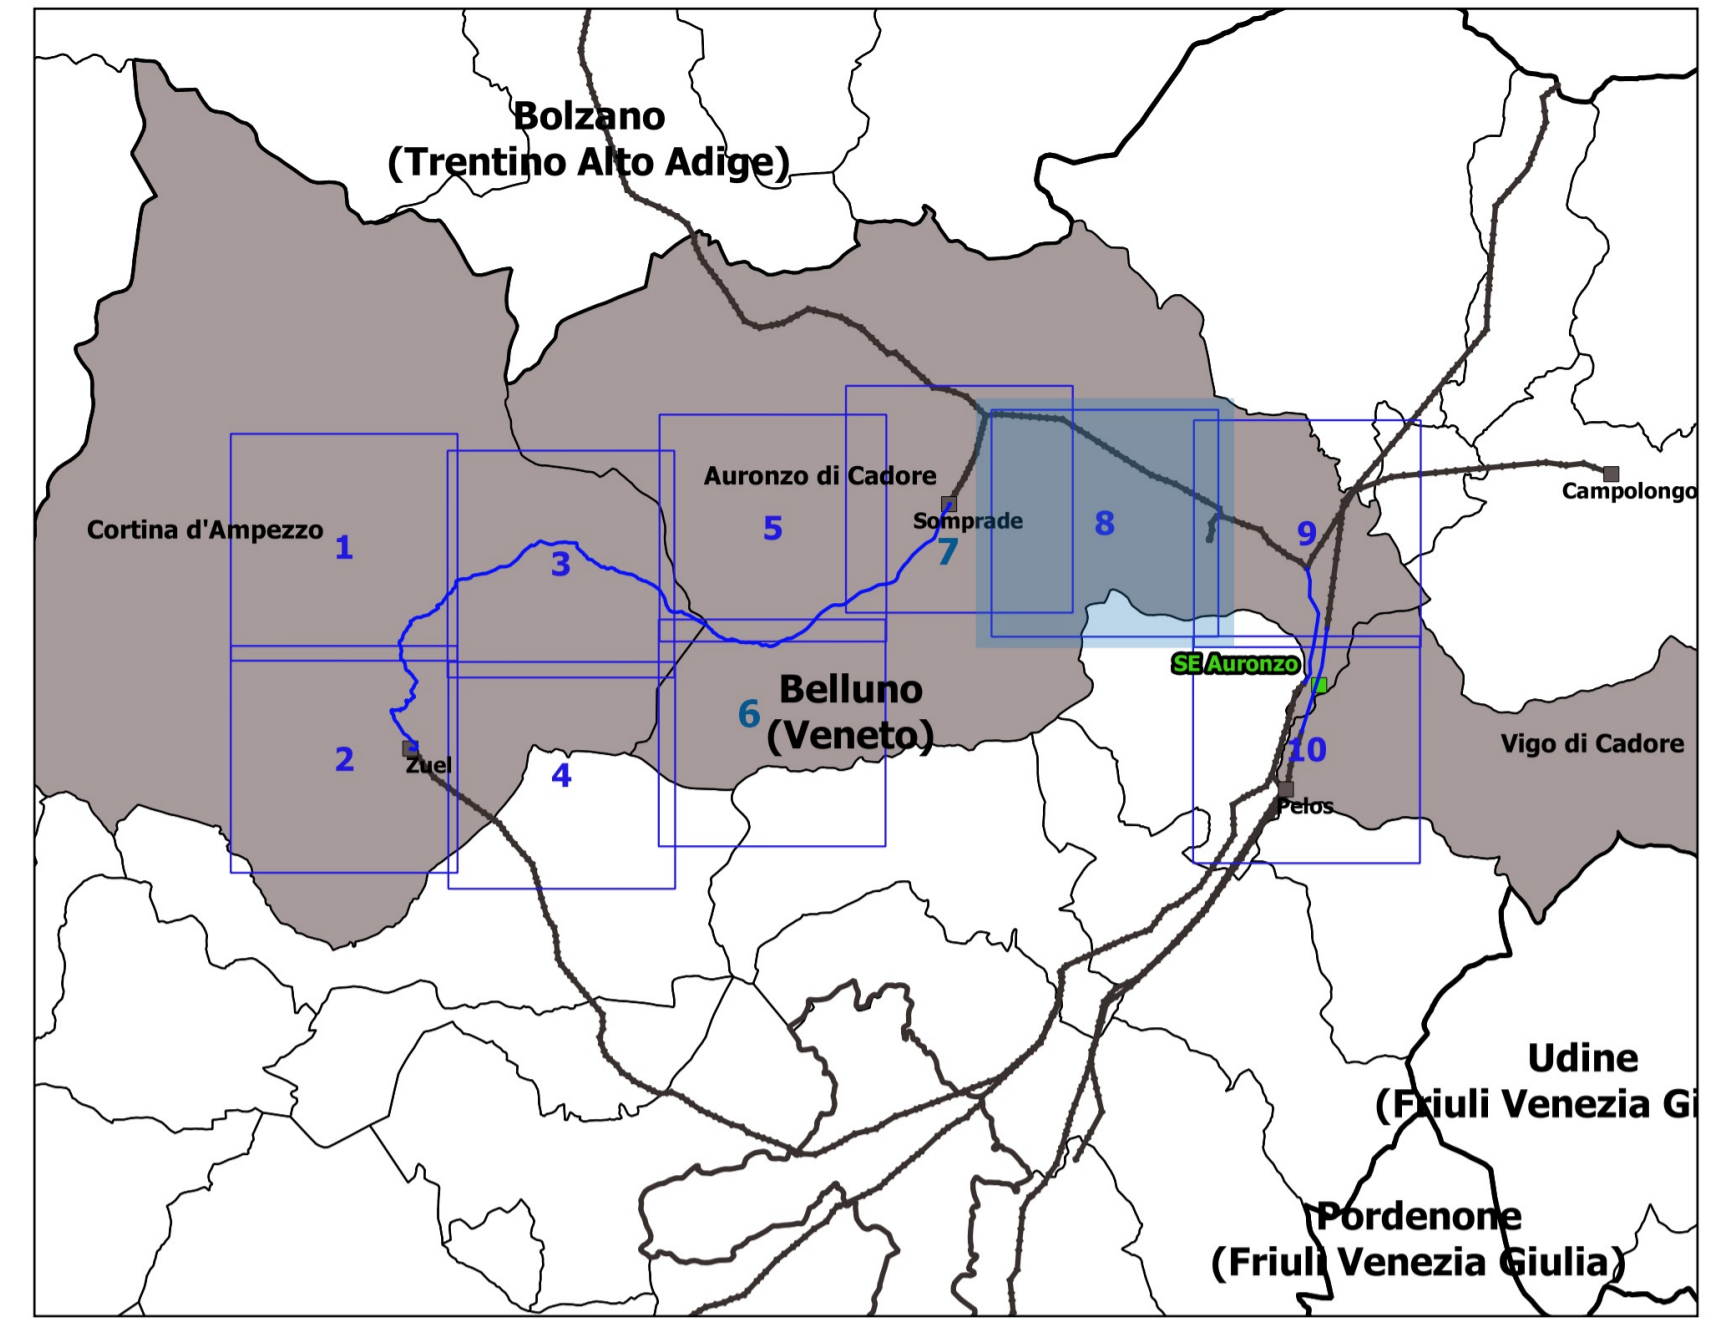 Bolzano
(Trentino Alto Adige)
Auronzo di Cadore
Campolongo
Somprade
Cortina d'Ampezzo
1
3
5
7
8
9
SE Auronzo
Belluno
(Veneto)
6
2
Zuel
4
10
Vigo di Cadore
Pelos
Udine
(Friuli Venezia Gi
Pordenone
(Friuli Venezia Giulia)